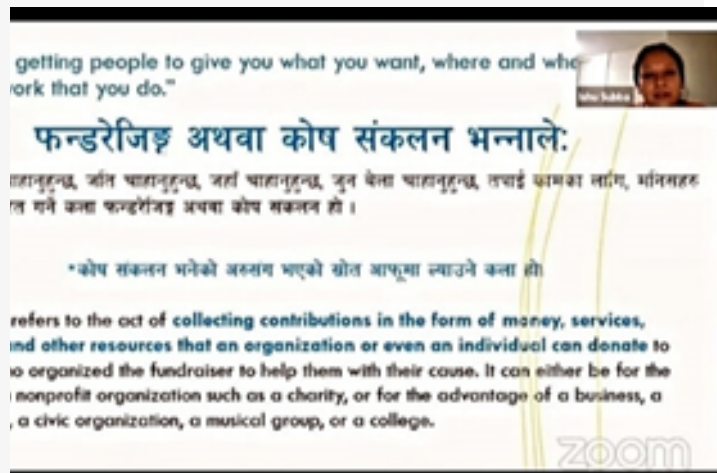 getting people to give you what you want, where and
ork that you do."
फन्डरेजिङ्ग अथवा कोष संकलन भन्नाले:
चाहानुहुन्छ, जति चाहानुहुन्छ, जहाँ चाहानुहुन्छ, जुन बेला चाहानुहुन्छ, तपाई कामका लागि, मानिसहरु
गर्ने कला फन्डरेजिङ्ग अथवा कोष संकलन हो ।
*कोष संकलन भनेको अरुसंग भएको स्रोत आफूमा ल्याउने कला हो।
refers to the act of collecting contributions in the form of money, services,
nd other resources that an organization or even an individual can donate to
o organized the fundraiser to help them with their cause. It can either be for the
nonprofit organization such as a charity, or for the advantage of a business, a
, a civic organization, a musical group, or a college.
zoom